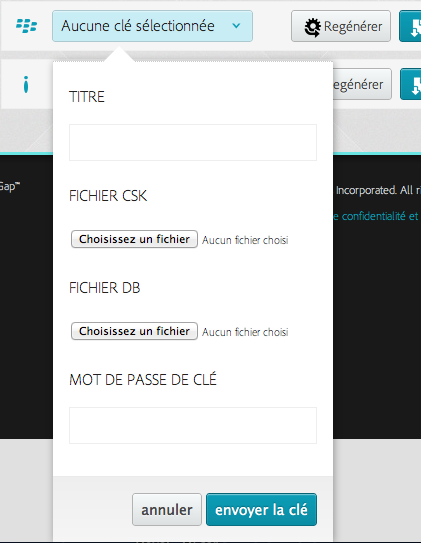 Aucune clé sélectionnée
Regénérer
egénérer
TITRE
Gap™
Incorporated. All
FICHIER CSK
e confidentialité et
Choisissez un fichier Aucun fichier choisi
FICHIER DB
Choisissez un fichier Aucun fichier choisi
MOT DE PASSE DE CLÉ
annuler envoyer la clé